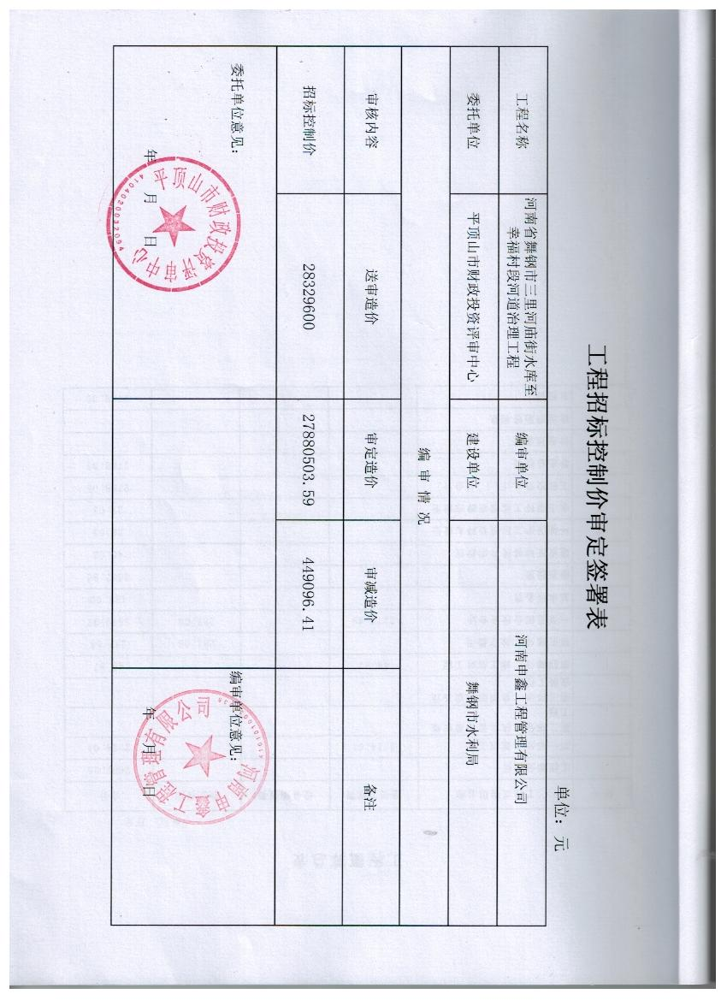 工程招标控制价审定签署表
单位：元
工程名称
河南省舞钢市三里河庙街水库至
幸福村段河道治理工程
编审单位
河南申鑫工程管理有限公司
委托单位
平顶山市财政投资评审中心
建设单位
舞钢市水利局
编 审 情 况
审核内容
送审造价
审定造价
审减造价
备注
招标控制价
28329600
27880503.59
449096.41
委托单位意见：
年 月 日
平顶山市财政投资评审中心
4104020032094
编审单位意见：
年 月 日
河南申鑫工程管理有限公司